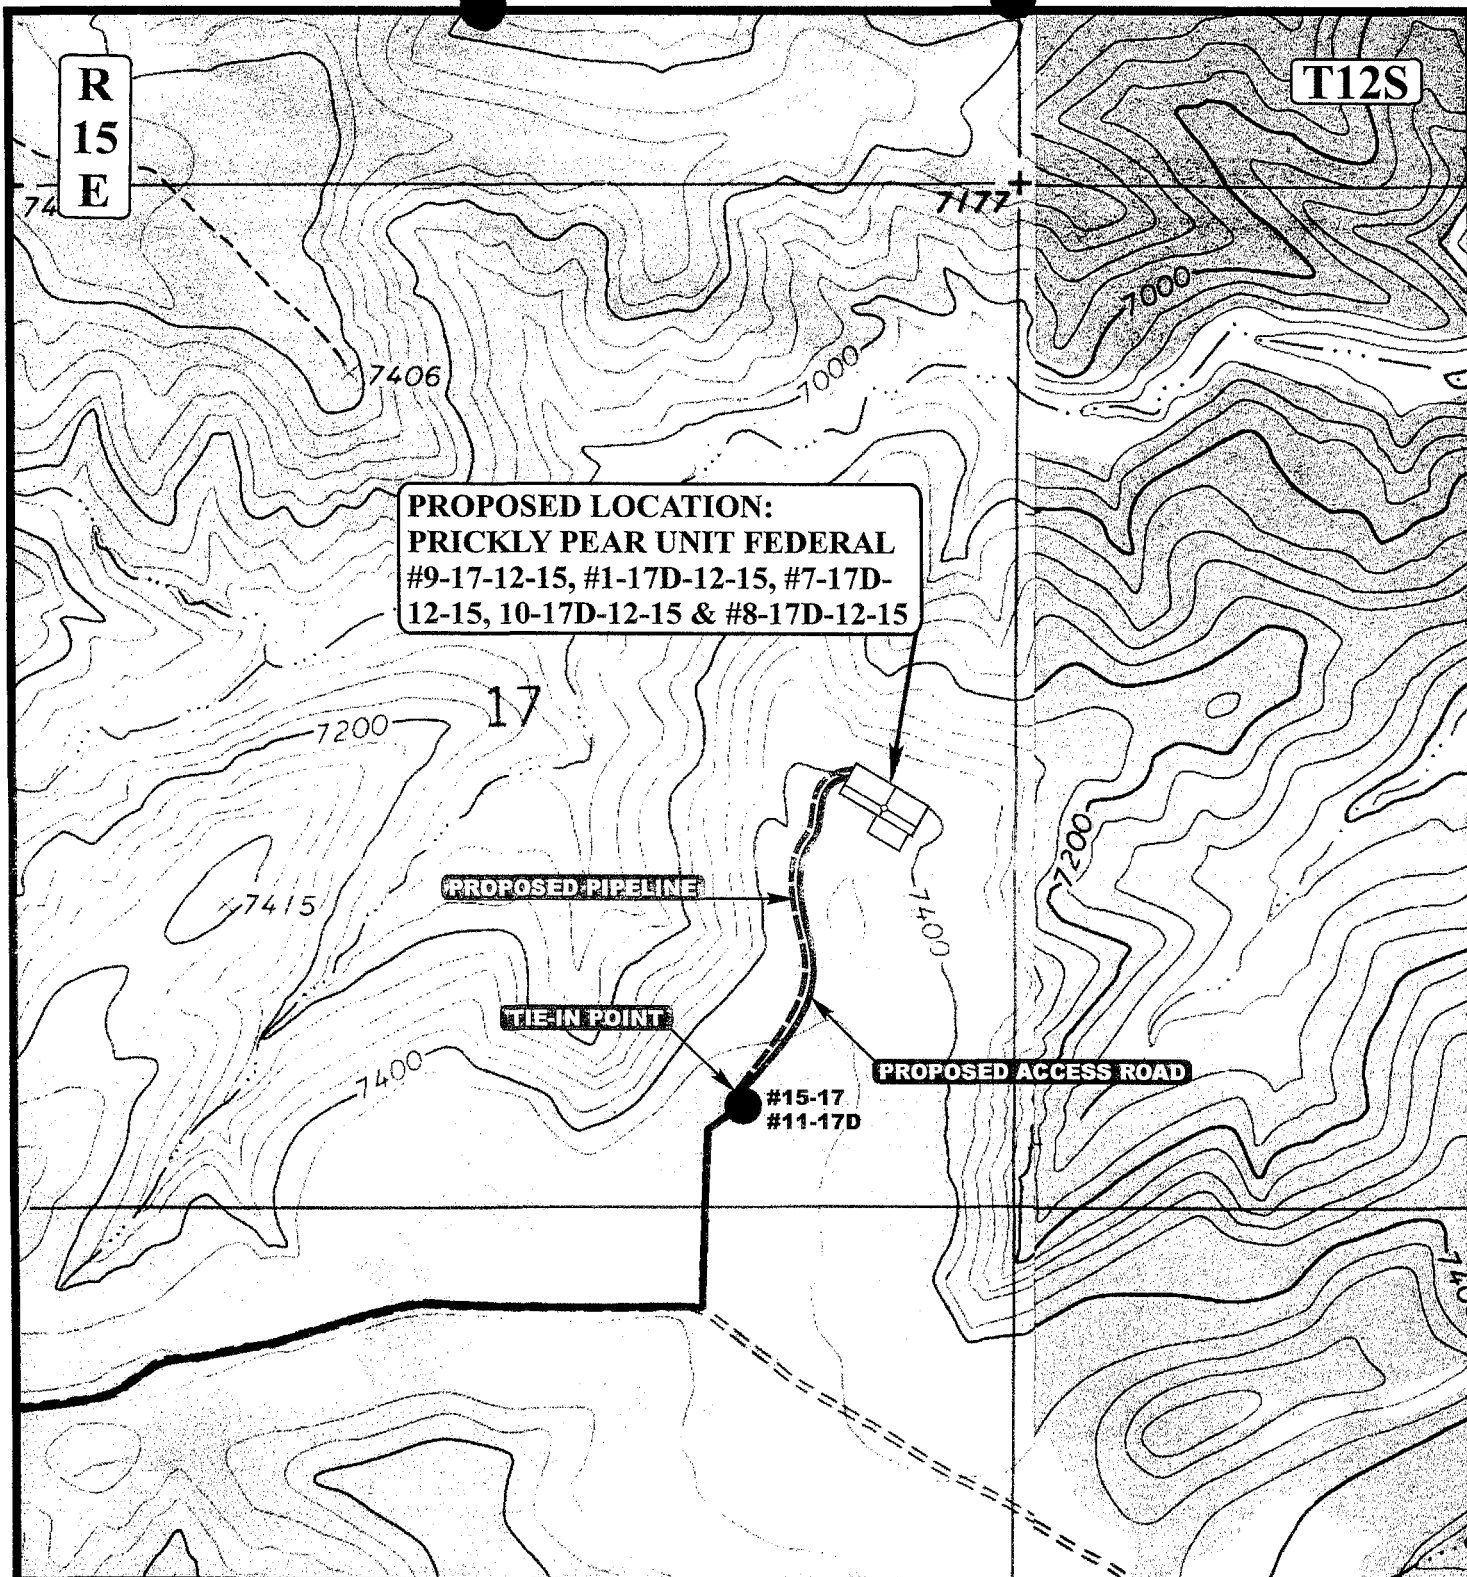 R
15
E
T12S
74
7177
7000
7406
7000
PROPOSED LOCATION:
PRICKLY PEAR UNIT FEDERAL
#9-17-12-15, #1-17D-12-15, #7-17D-
12-15, 10-17D-12-15 & #8-17D-12-15
17
7200
7200
PROPOSED PIPELINE
7415
7400
TIE-IN POINT
7400
PROPOSED ACCESS ROAD
#15-17
#11-17D
740